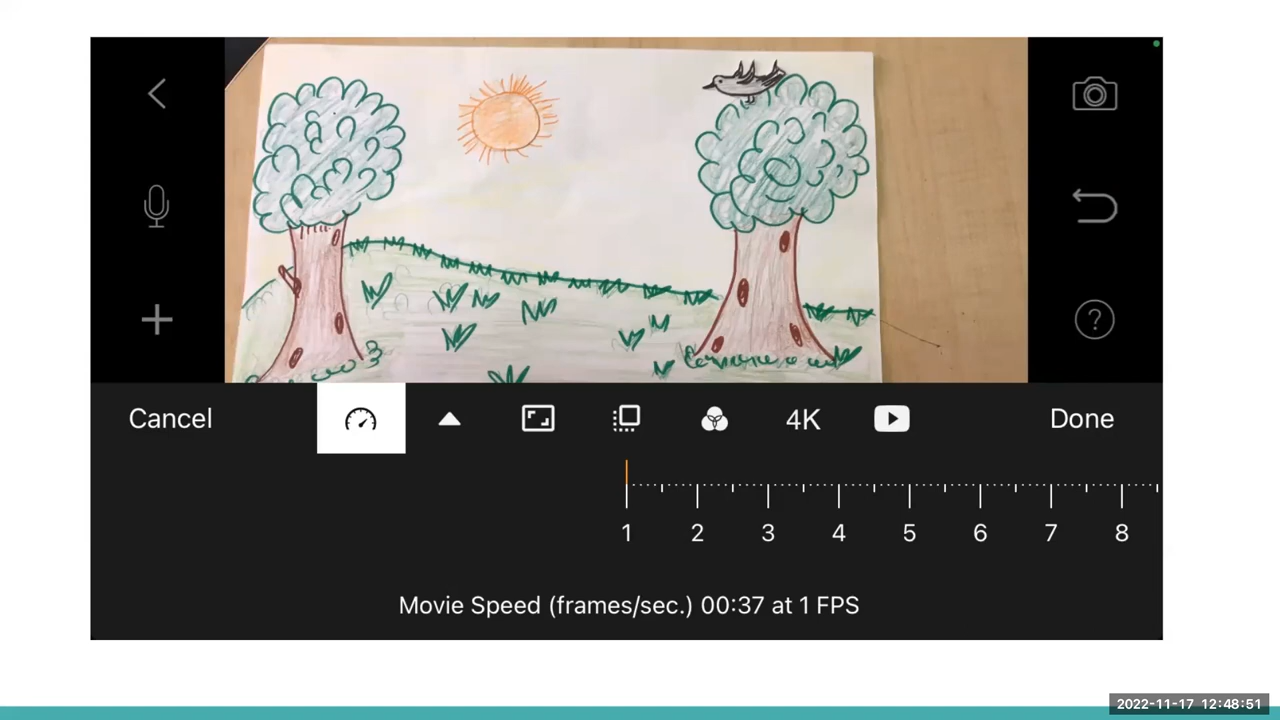 Cancel
4K
Done
1 2 3 4 5 6 7 8
Movie Speed (frames/sec.) 00:37 at 1 FPS
2022-11-17 12:48:51